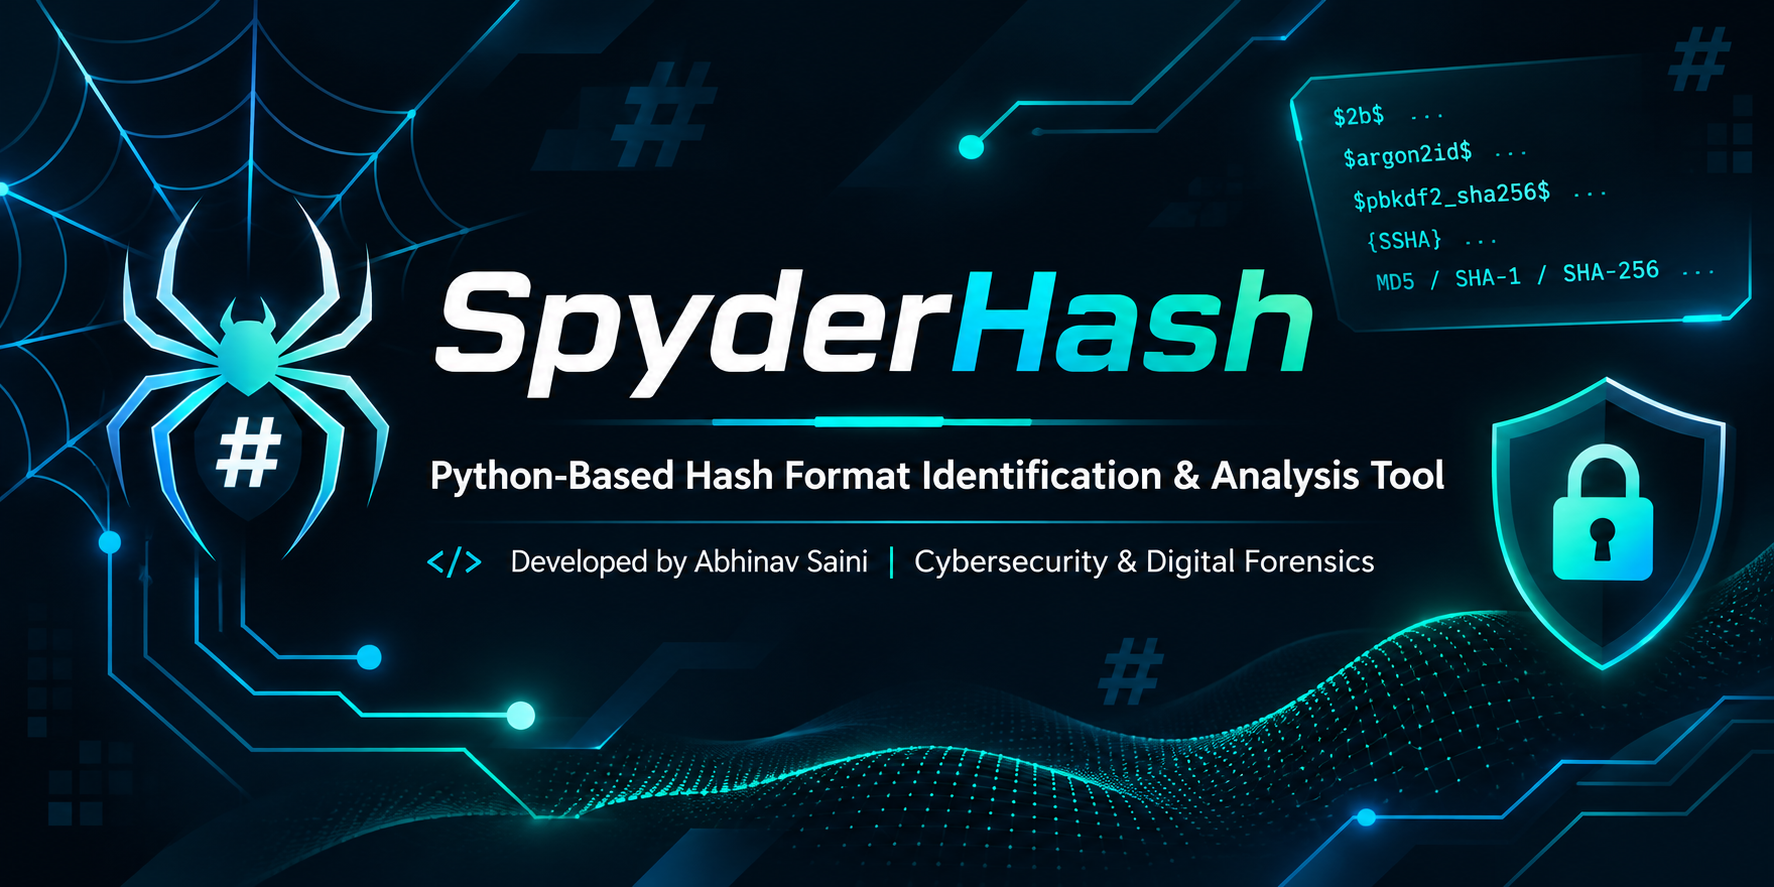 #
#
$2b$ ...
$argon2id$ ...
$pbkdf2_sha256$ ...
{SSHA} ...
MD5 / SHA-1 / SHA-256 ...
SpyderHash
#
Python-Based Hash Format Identification & Analysis Tool
</> Developed by Abhinav Saini | Cybersecurity & Digital Forensics
#